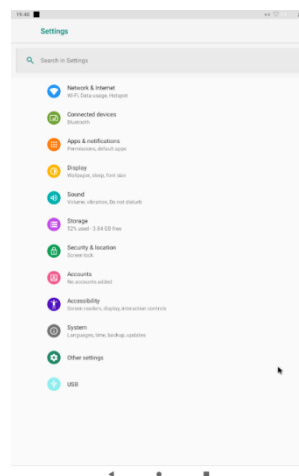 19:40
Settings
Search in Settings
Network & Internet
Wi-Fi, Data usage, Hotspot
Connected devices
Bluetooth
Apps & notifications
Permissions, default apps
Display
Wallpaper, sleep, font size
Sound
Volume, vibration, Do not disturb
Storage
52% used - 3.84 GB free
Security & location
Screen lock
Accounts
No accounts added
Accessibility
Screen readers, display, interaction controls
System
Languages, time, backup, updates
Other settings
USB